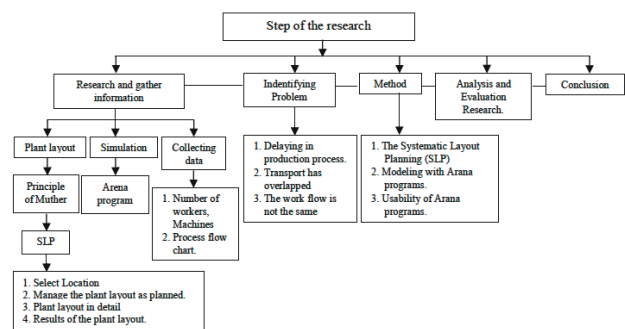 Step of the research
Research and gather
information
Indentifying
Problem
Method
Analysis and
Evaluation Research.
Conclusion
Plant layout
Simulation
Collecting
data
1. Delaying in
production process.
2. Transport has
overlapped
3. The work flow is
not the same
1. The Systematic Layout
Planning (SLP)
2. Modeling with Arana
programs.
3. Usability of Arana
programs.
Principle
of Muther
Arena
program
1. Number of
workers,
Machines
2. Process flow
chart.
SLP
1. Select Location
2. Manage the plant layout as planned.
3. Plant layout in detail
4. Results of the plant layout.